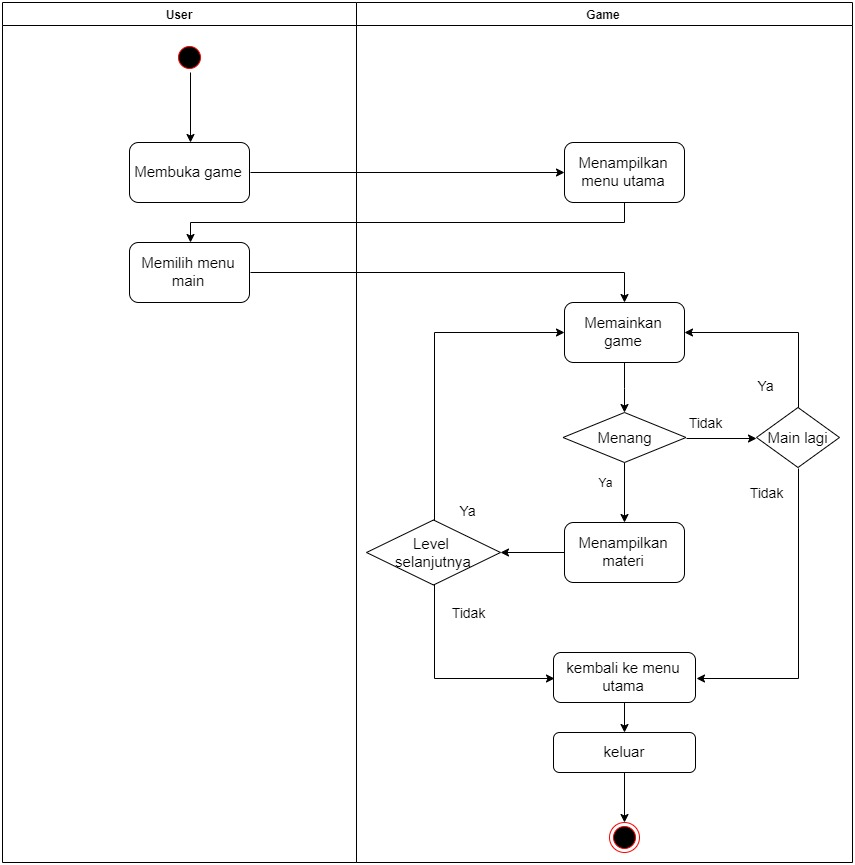 User
Game
Membuka game
Menampilkan
menu utama
Memilih menu
main
Memainkan
game
Ya
Menang
Tidak
Main lagi
Ya
Tidak
Ya
Level
selanjutnya
Menampilkan
materi
Tidak
kembali ke menu
utama
keluar